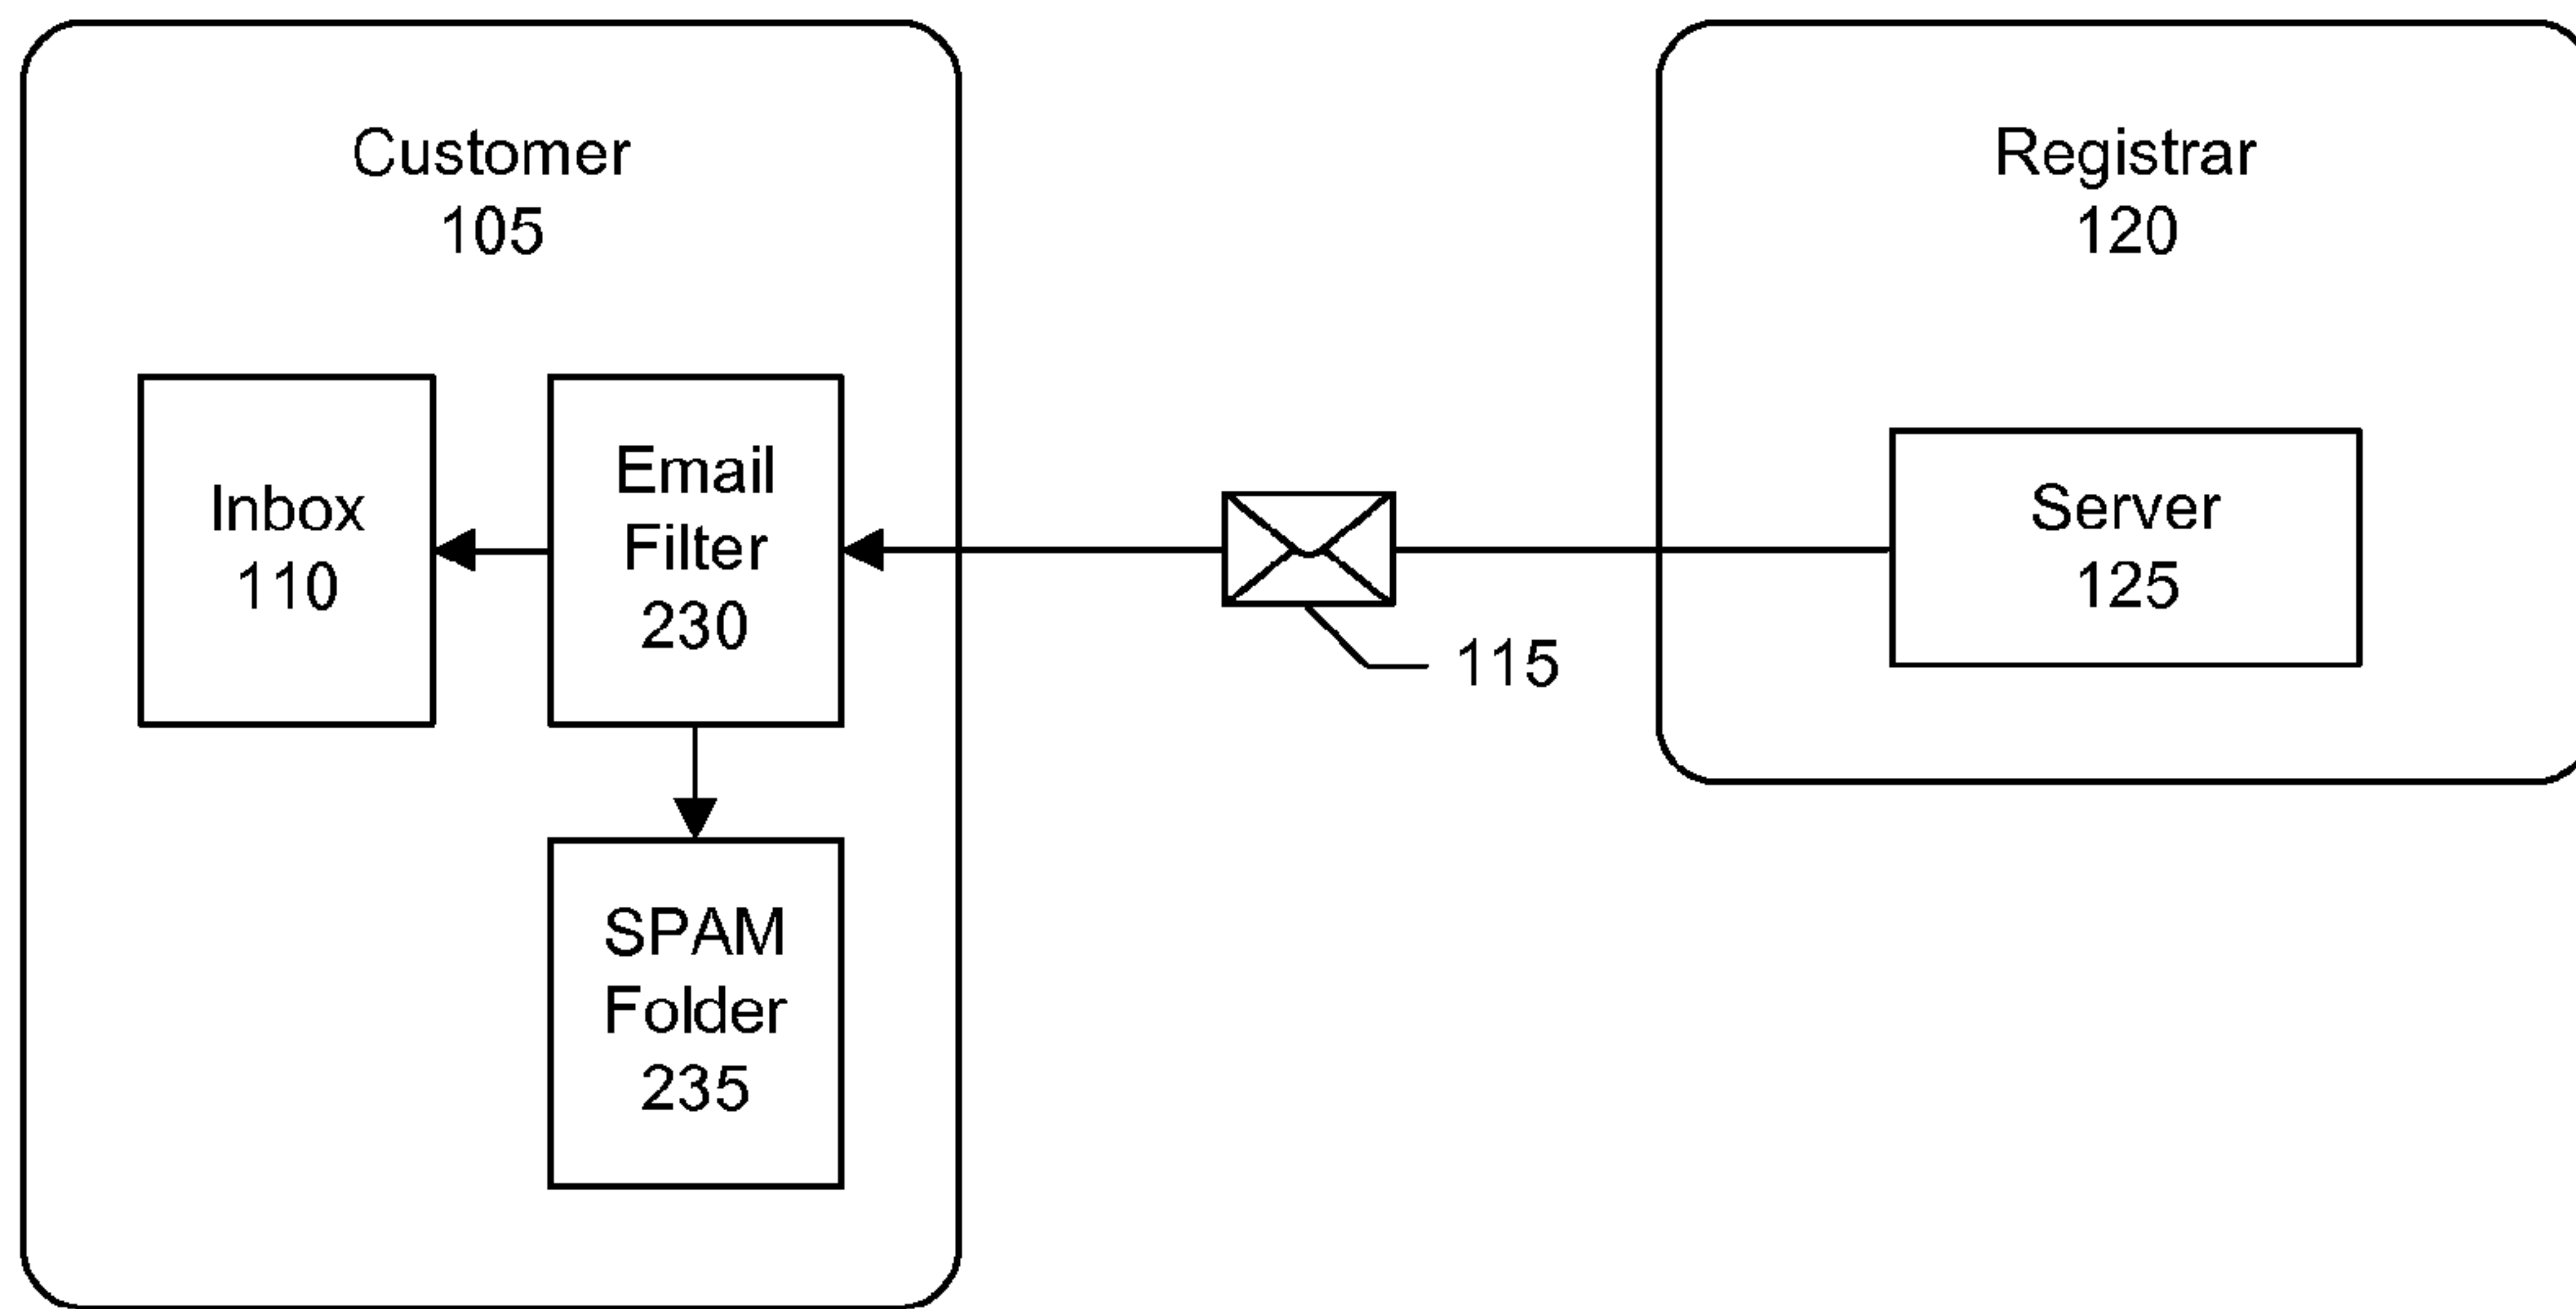 Customer
105
Registrar
120
Inbox
110
Email
Filter
230
115
Server
125
SPAM
Folder
235